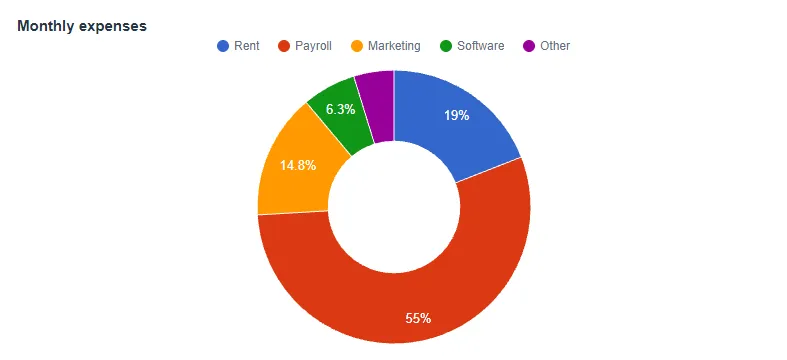 Monthly expenses
Rent Payroll Marketing Software Other
6.3%
19%
14.8%
55%